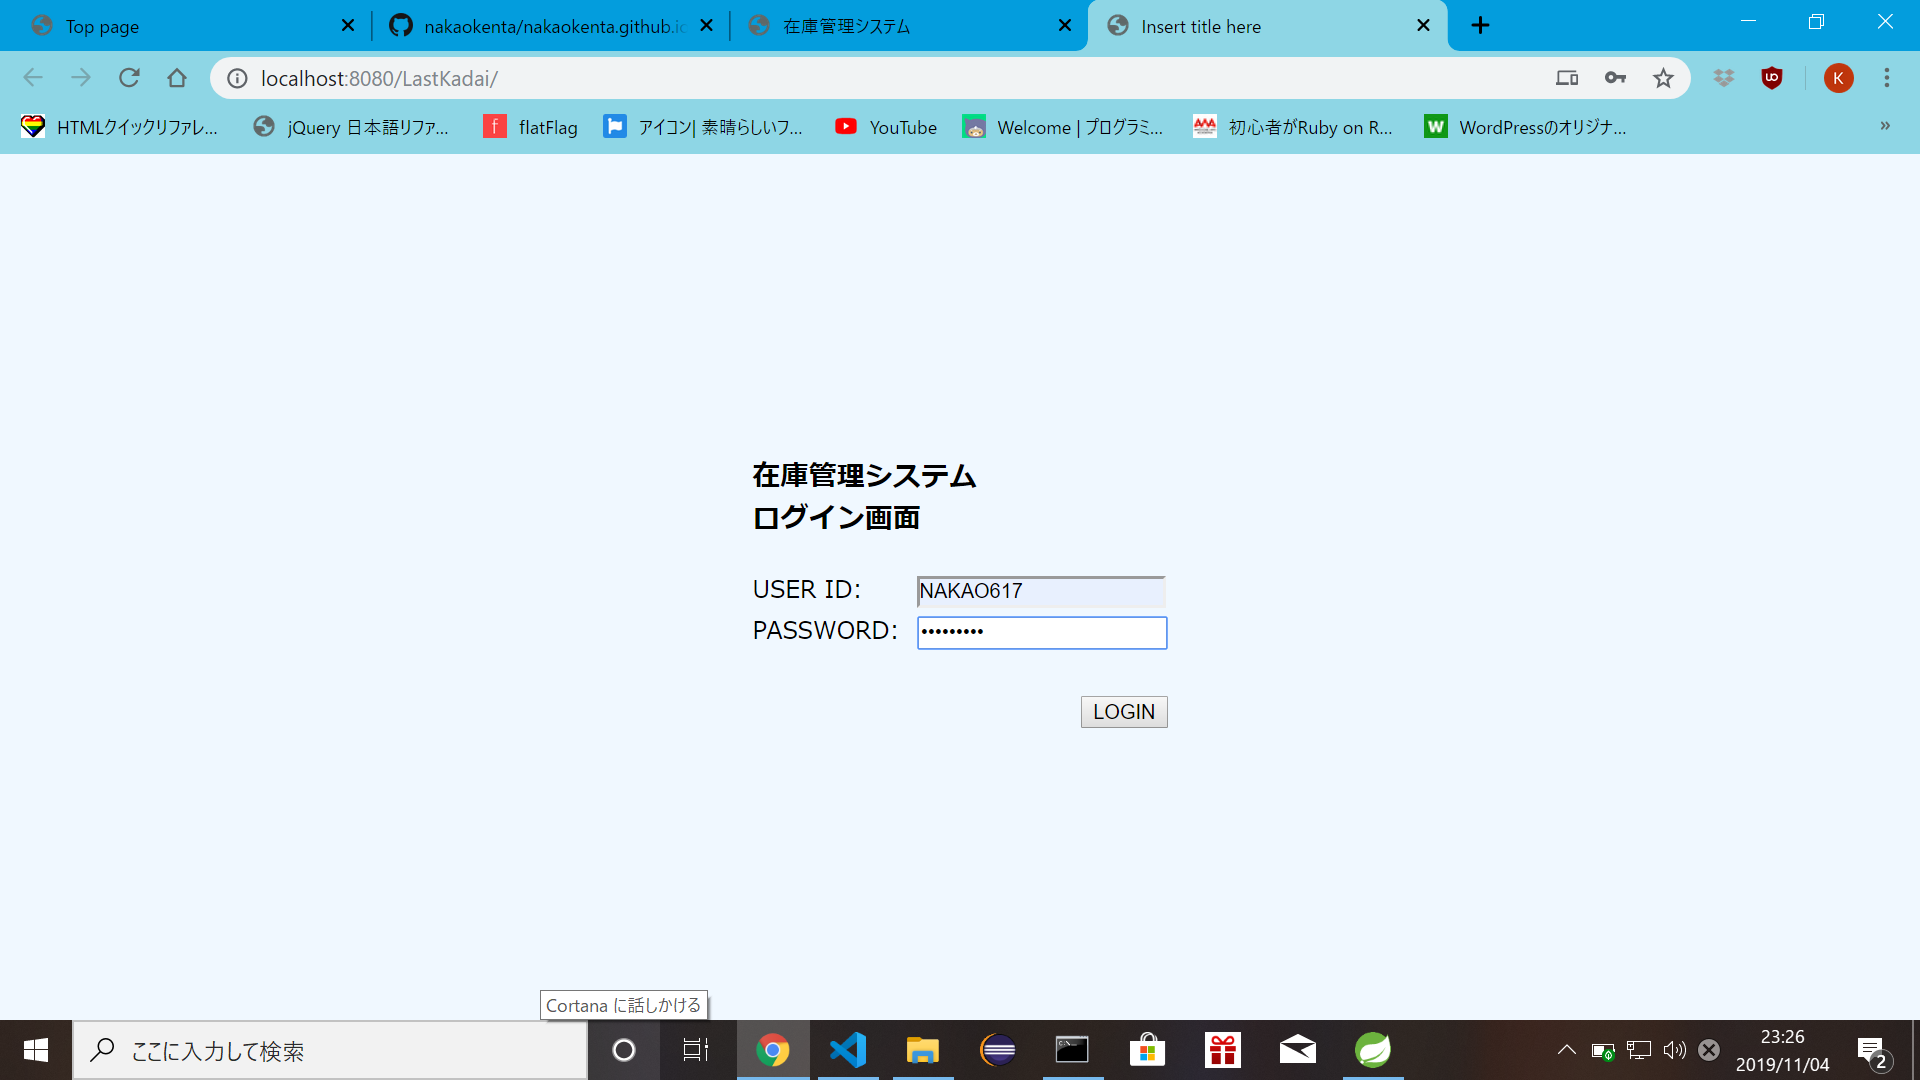 Top page
nakaokenta/nakaokenta.github.ic
在庫管理システム
Insert title here
localhost:8080/LastKadai/
K
HTMLクイックリファレ...
jQuery 日本語リファ...
f
flatFlag
アイコン| 素晴らしいフ...
YouTube
Welcome | プログラミ...
初心者がRuby on R...
W
WordPressのオリジナ...
»
在庫管理システム
ログイン画面
USER ID:
NAKAO617
PASSWORD:
•••••••••
LOGIN
Cortana に話しかける
ここに入力して検索
23:26
2019/11/04
2